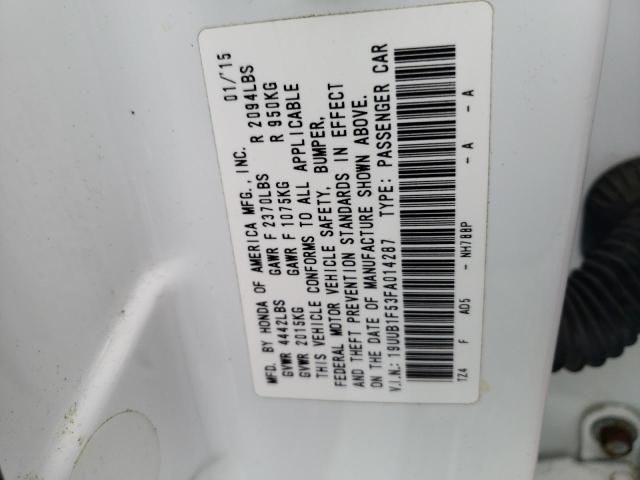 MFD. BY HONDA OF AMERICA MFG., INC. 01/'15
GVWR 4442LBS GAWR F 2370LBS R 2094LBS
GVWR 2015KG GAWR F 1075KG R 950KG
THIS VEHICLE CONFORMS TO ALL APPLICABLE
FEDERAL MOTOR VEHICLE SAFETY, BUMPER,
AND THEFT PREVENTION STANDARDS IN EFFECT
ON THE DATE OF MANUFACTURE SHOWN ABOVE.
V.I.N.: 19UUB1F53FA014287 TYPE: PASSENGER CAR
TZ4 F AD5 - NH788P - A - A